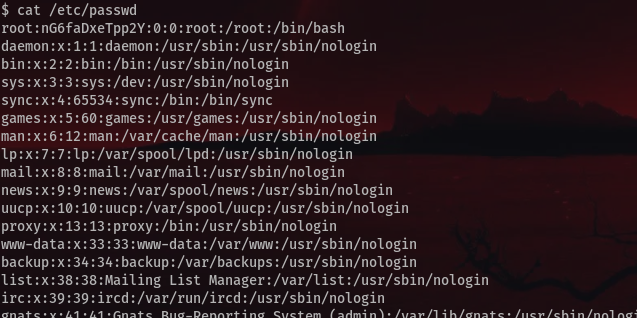 $ cat /etc/passwd
root:nG6faDxeTpp2Y:0:0:root:/root:/bin/bash
daemon:x:1:1:daemon:/usr/sbin:/usr/sbin/nologin
bin:x:2:2:bin:/bin:/usr/sbin/nologin
sys:x:3:3:sys:/dev:/usr/sbin/nologin
sync:x:4:65534:sync:/bin:/bin/sync
games:x:5:60:games:/usr/games:/usr/sbin/nologin
man:x:6:12:man:/var/cache/man:/usr/sbin/nologin
lp:x:7:7:lp:/var/spool/lpd:/usr/sbin/nologin
mail:x:8:8:mail:/var/mail:/usr/sbin/nologin
news:x:9:9:news:/var/spool/news:/usr/sbin/nologin
uucp:x:10:10:uucp:/var/spool/uucp:/usr/sbin/nologin
proxy:x:13:13:proxy:/bin:/usr/sbin/nologin
www-data:x:33:33:www-data:/var/www:/usr/sbin/nologin
backup:x:34:34:backup:/var/backups:/usr/sbin/nologin
list:x:38:38:Mailing List Manager:/var/list:/usr/sbin/nologin
irc:x:39:39:ircd:/var/run/ircd:/usr/sbin/nologin
gnats:x:41:41:Gnats Bug-Reporting System (admin):/var/lib/gnats:/usr/sbin/nolog